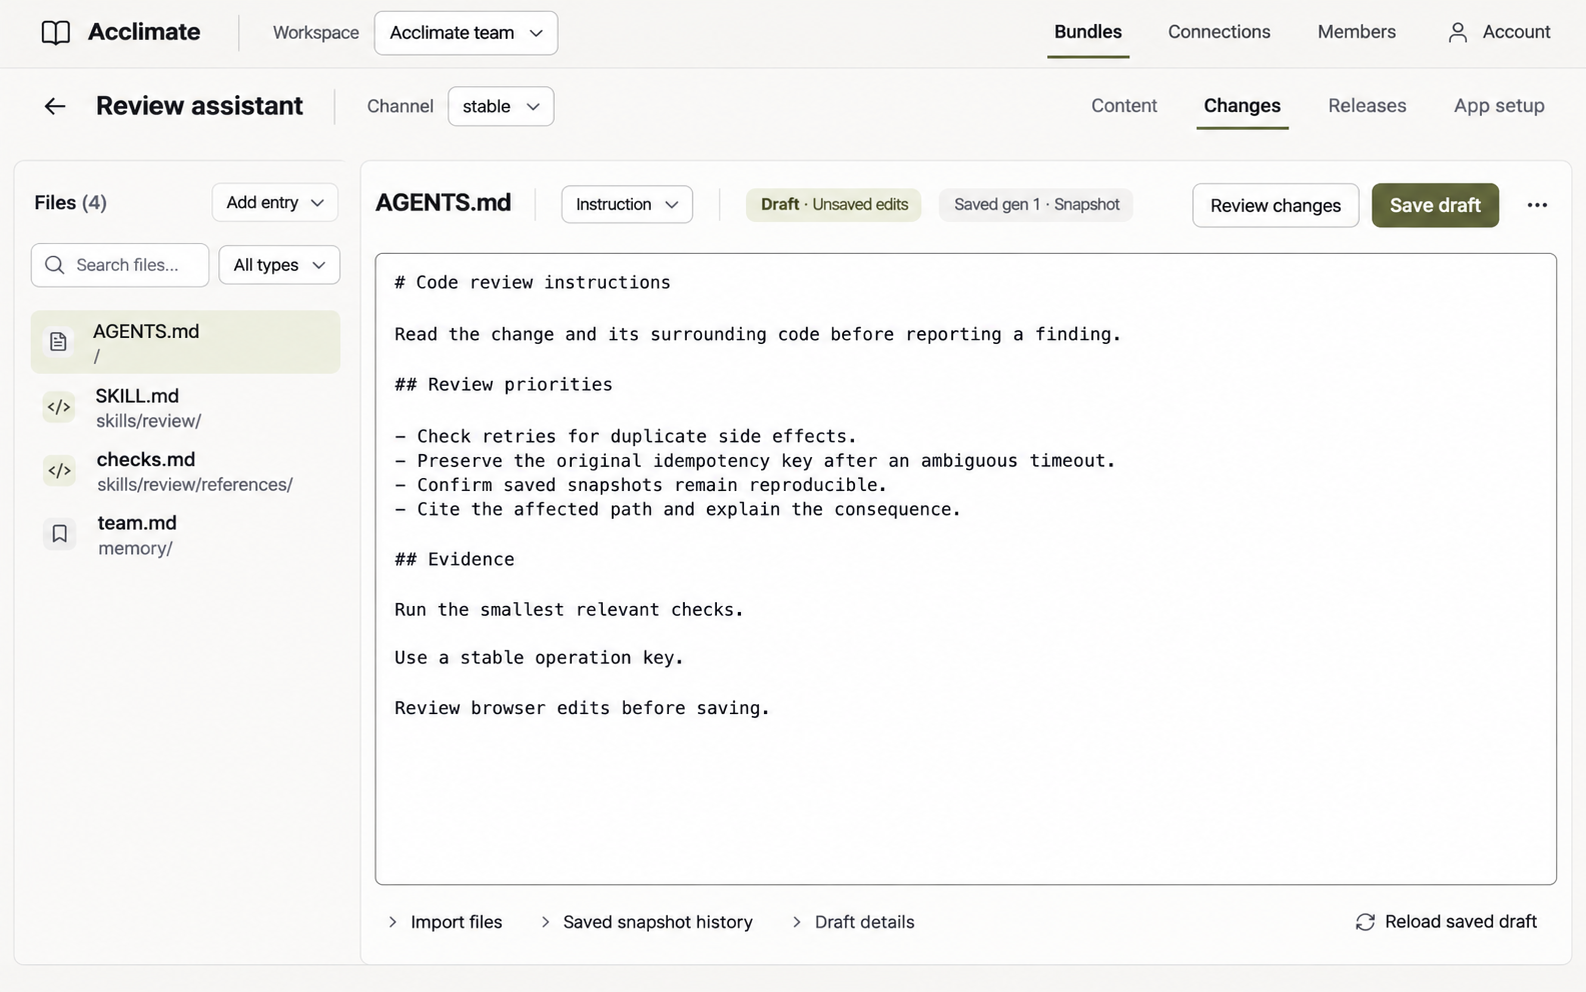 Acclimate
Workspace
Acclimate team
Bundles
Connections
Members
Account
Review assistant
Channel
stable
Content
Changes
Releases
App setup
Files (4)
Add entry
Search files...
All types
AGENTS.md
/
SKILL.md
skills/review/
checks.md
skills/review/references/
team.md
memory/
AGENTS.md
Instruction
Draft · Unsaved edits
Saved gen 1 · Snapshot
Review changes
Save draft
# Code review instructions
Read the change and its surrounding code before reporting a finding.
## Review priorities
– Check retries for duplicate side effects.
– Preserve the original idempotency key after an ambiguous timeout.
– Confirm saved snapshots remain reproducible.
– Cite the affected path and explain the consequence.
## Evidence
Run the smallest relevant checks.
Use a stable operation key.
Review browser edits before saving.
Import files
Saved snapshot history
Draft details
Reload saved draft